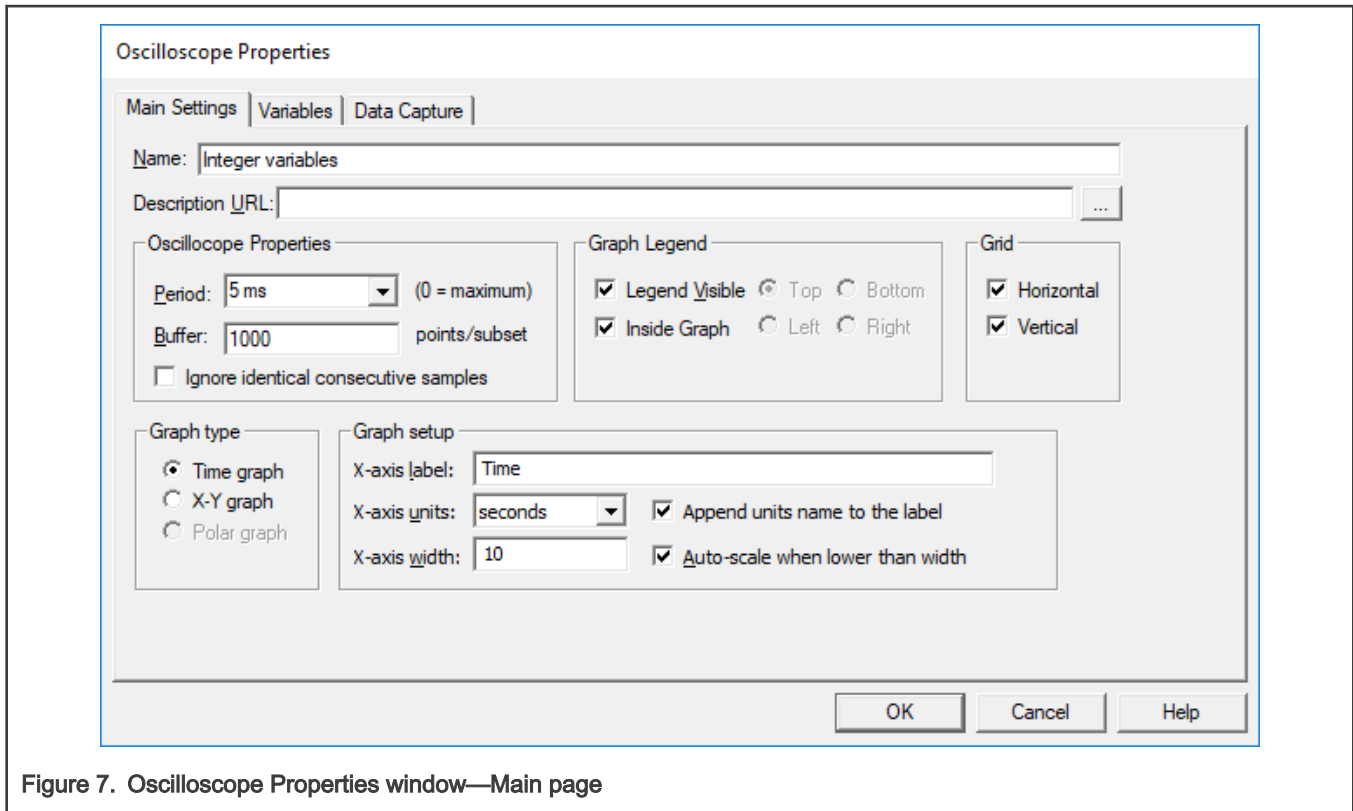 Oscilloscope Properties
Main Settings Variables Data Capture
Name: Integer variables
Description URL: ...
Oscillocope Properties Graph Legend Grid
Period: 5 ms (0 = maximum) Legend Visible Top Bottom Horizontal
Buffer: 1000 points/subset Inside Graph Left Right Vertical
Ignore identical consecutive samples
Graph type Graph setup
Time graph X-axis label: Time
X-Y graph X-axis units: seconds Append units name to the label
Polar graph X-axis width: 10 Auto-scale when lower than width
OK Cancel Help
Figure 7. Oscilloscope Properties window—Main page